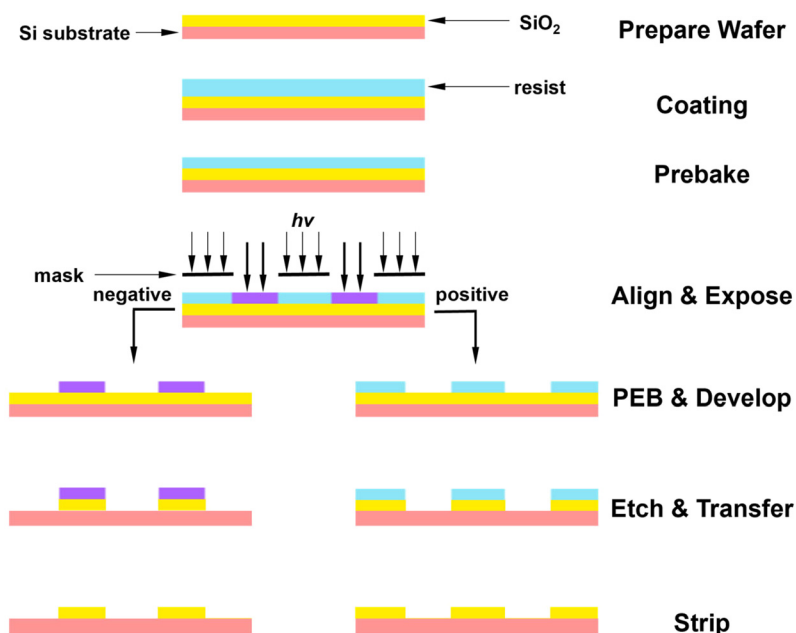 Si substrate
SiO₂
Prepare Wafer
resist
Coating
Prebake
hv
mask
negative
positive
Align & Expose
PEB & Develop
Etch & Transfer
Strip